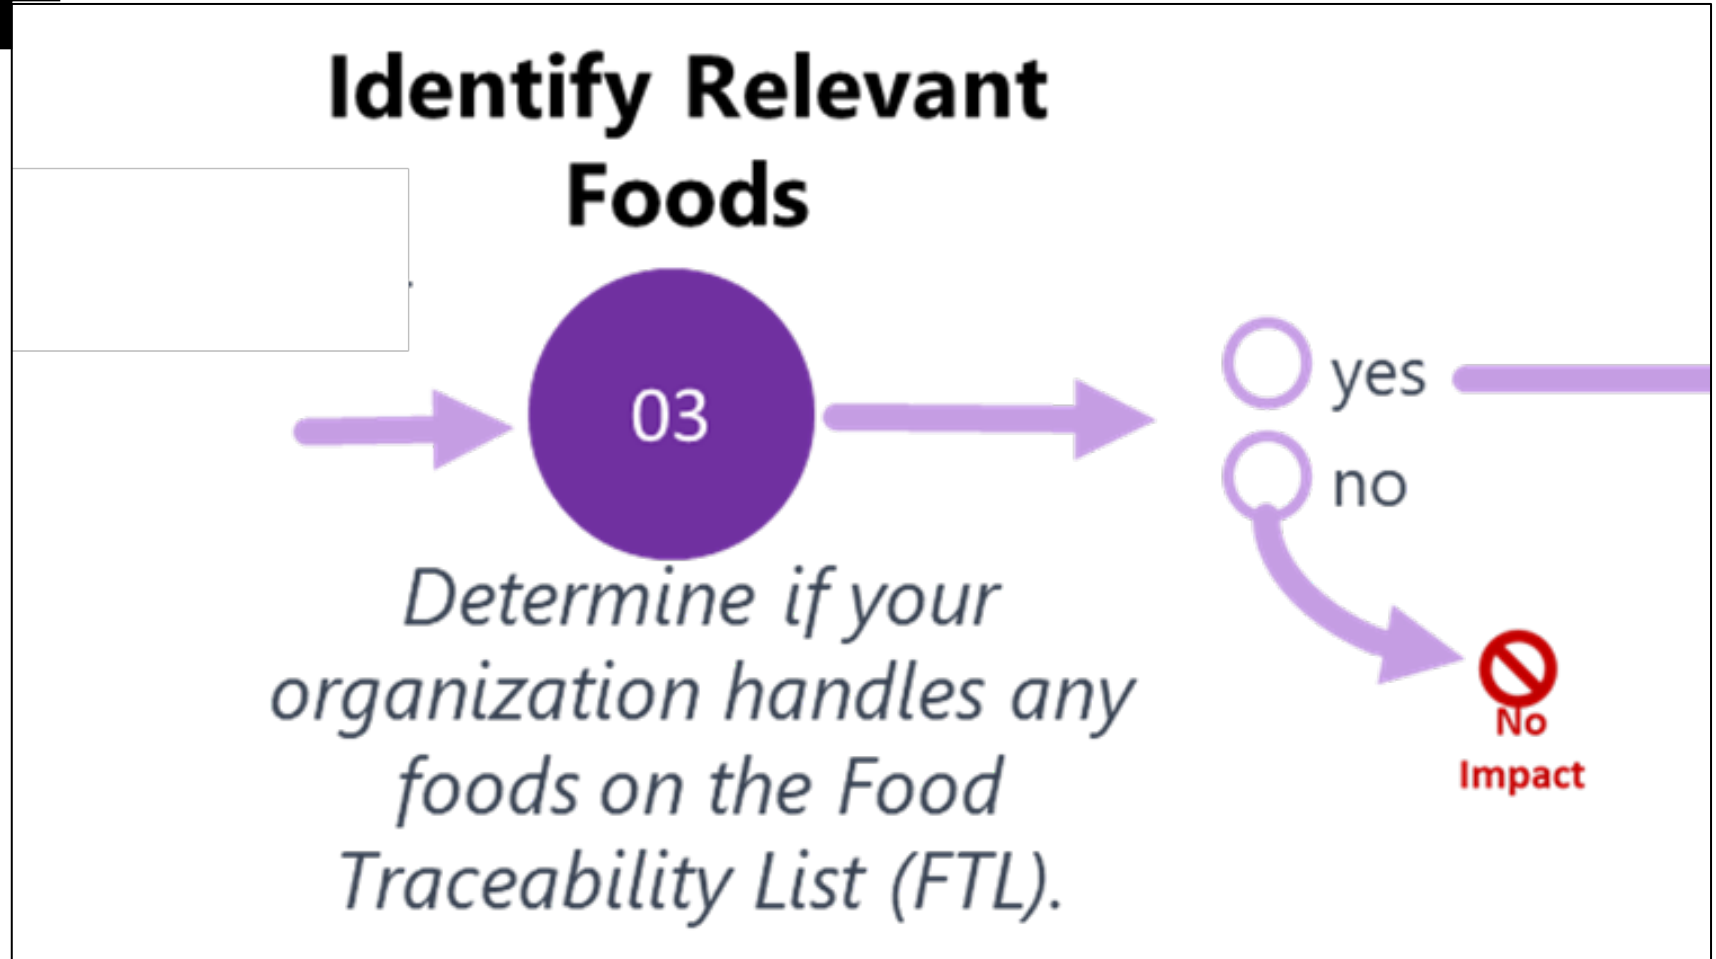 Identify Relevant
Foods
03
yes
no
Determine if your
organization handles any
foods on the Food
Traceability List (FTL).
No
Impact